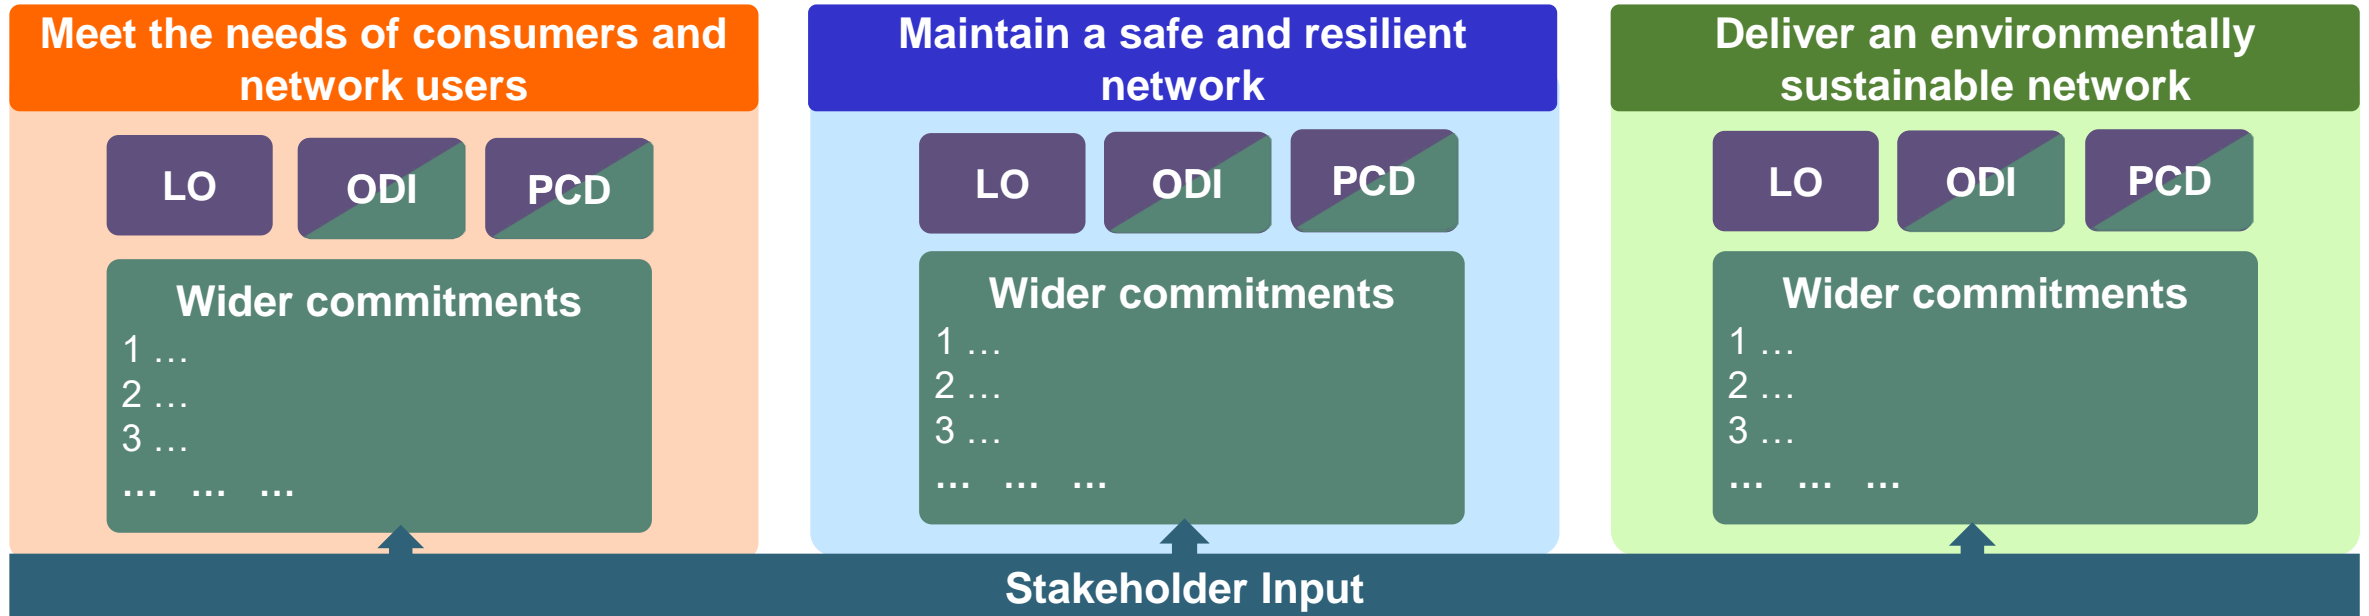 Meet the needs of consumers and
network users
LO
ODI
PCD
Wider commitments
1 …
2 …
3 …
… … …
Maintain a safe and resilient
network
LO
ODI
PCD
Wider commitments
1 …
2 …
3 …
… … …
Deliver an environmentally
sustainable network
LO
ODI
PCD
Wider commitments
1 …
2 …
3 …
… … …
Stakeholder Input